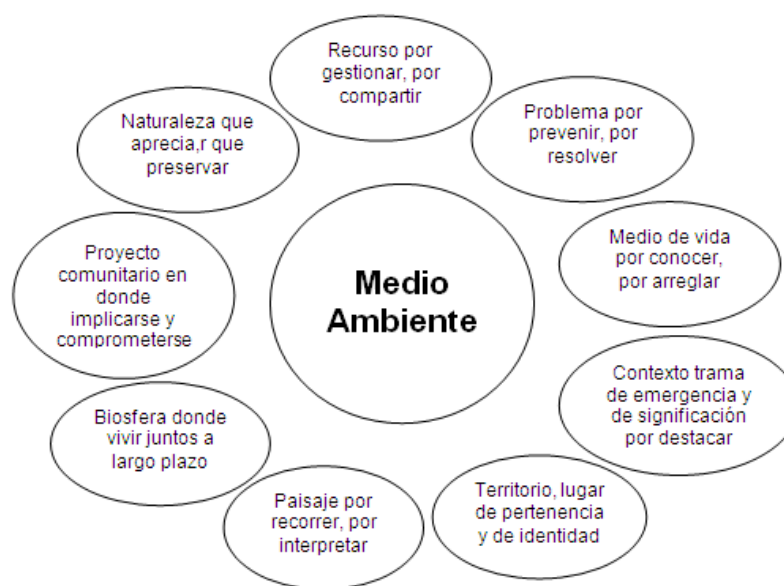 Recurso por
gestionar, por
compartir
Problema por
prevenir, por
resolver
Naturaleza que
aprecia,r que
preservar
Medio de vida
por conocer,
por arreglar
Proyecto
comunitario en
donde
implicarse y
comprometerse
Medio
Ambiente
Contexto trama
de emergencia y
de significación
por destacar
Biosfera donde
vivir juntos a
largo plazo
Territorio, lugar
de pertenencia
y de identidad
Paisaje por
recorrer, por
interpretar